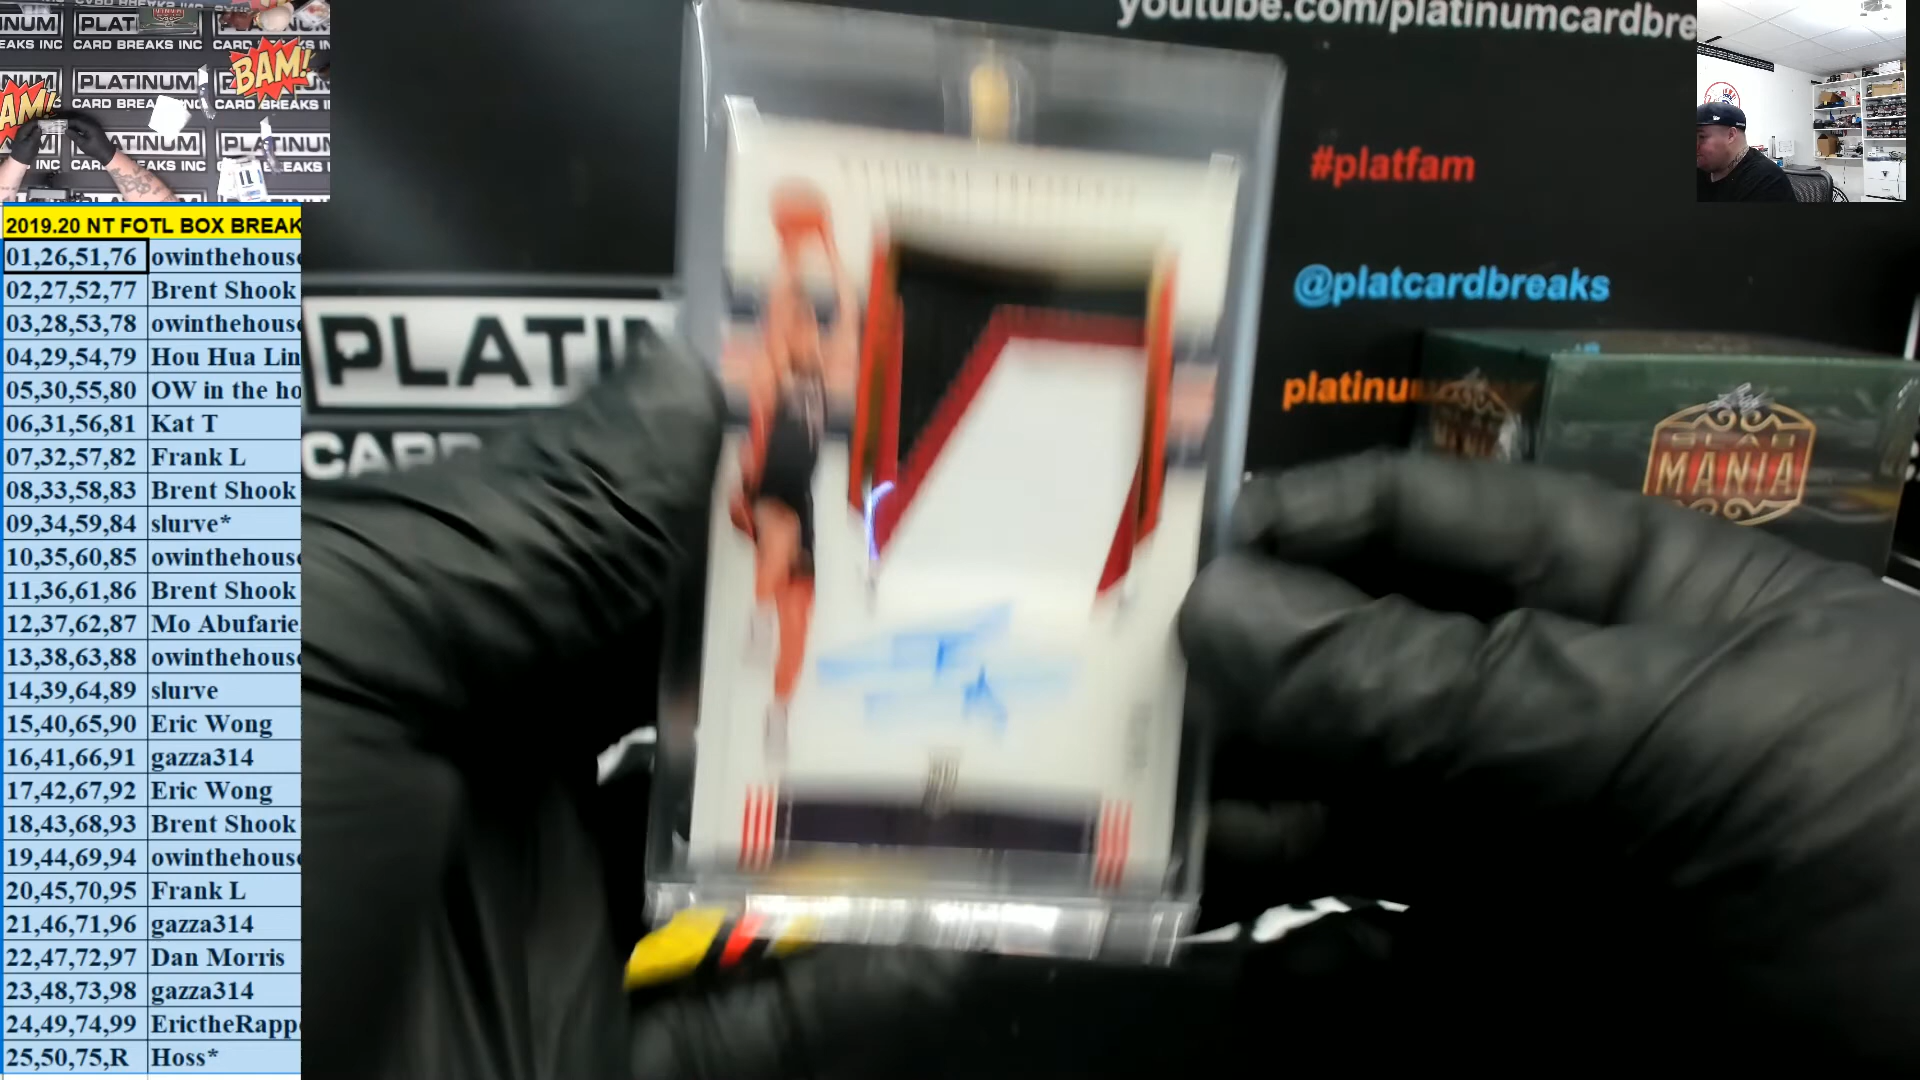 PLATINUM
CARD BREAKS INC
BAM!
youtube.com/platinumcardbre
#platfam
@platcardbreaks
platinu
PLATI
CARD
SLAB
MANIA
2019.20 NT FOTL BOX BREAK
01,26,51,76 owinthehouse
02,27,52,77 Brent Shook
03,28,53,78 owinthehouse
04,29,54,79 Hou Hua Lin
05,30,55,80 OW in the ho
06,31,56,81 Kat T
07,32,57,82 Frank L
08,33,58,83 Brent Shook
09,34,59,84 slurve*
10,35,60,85 owinthehouse
11,36,61,86 Brent Shook
12,37,62,87 Mo Abufarie
13,38,63,88 owinthehouse
14,39,64,89 slurve
15,40,65,90 Eric Wong
16,41,66,91 gazza314
17,42,67,92 Eric Wong
18,43,68,93 Brent Shook
19,44,69,94 owinthehouse
20,45,70,95 Frank L
21,46,71,96 gazza314
22,47,72,97 Dan Morris
23,48,73,98 gazza314
24,49,74,99 ErictheRapp
25,50,75,R Hoss*